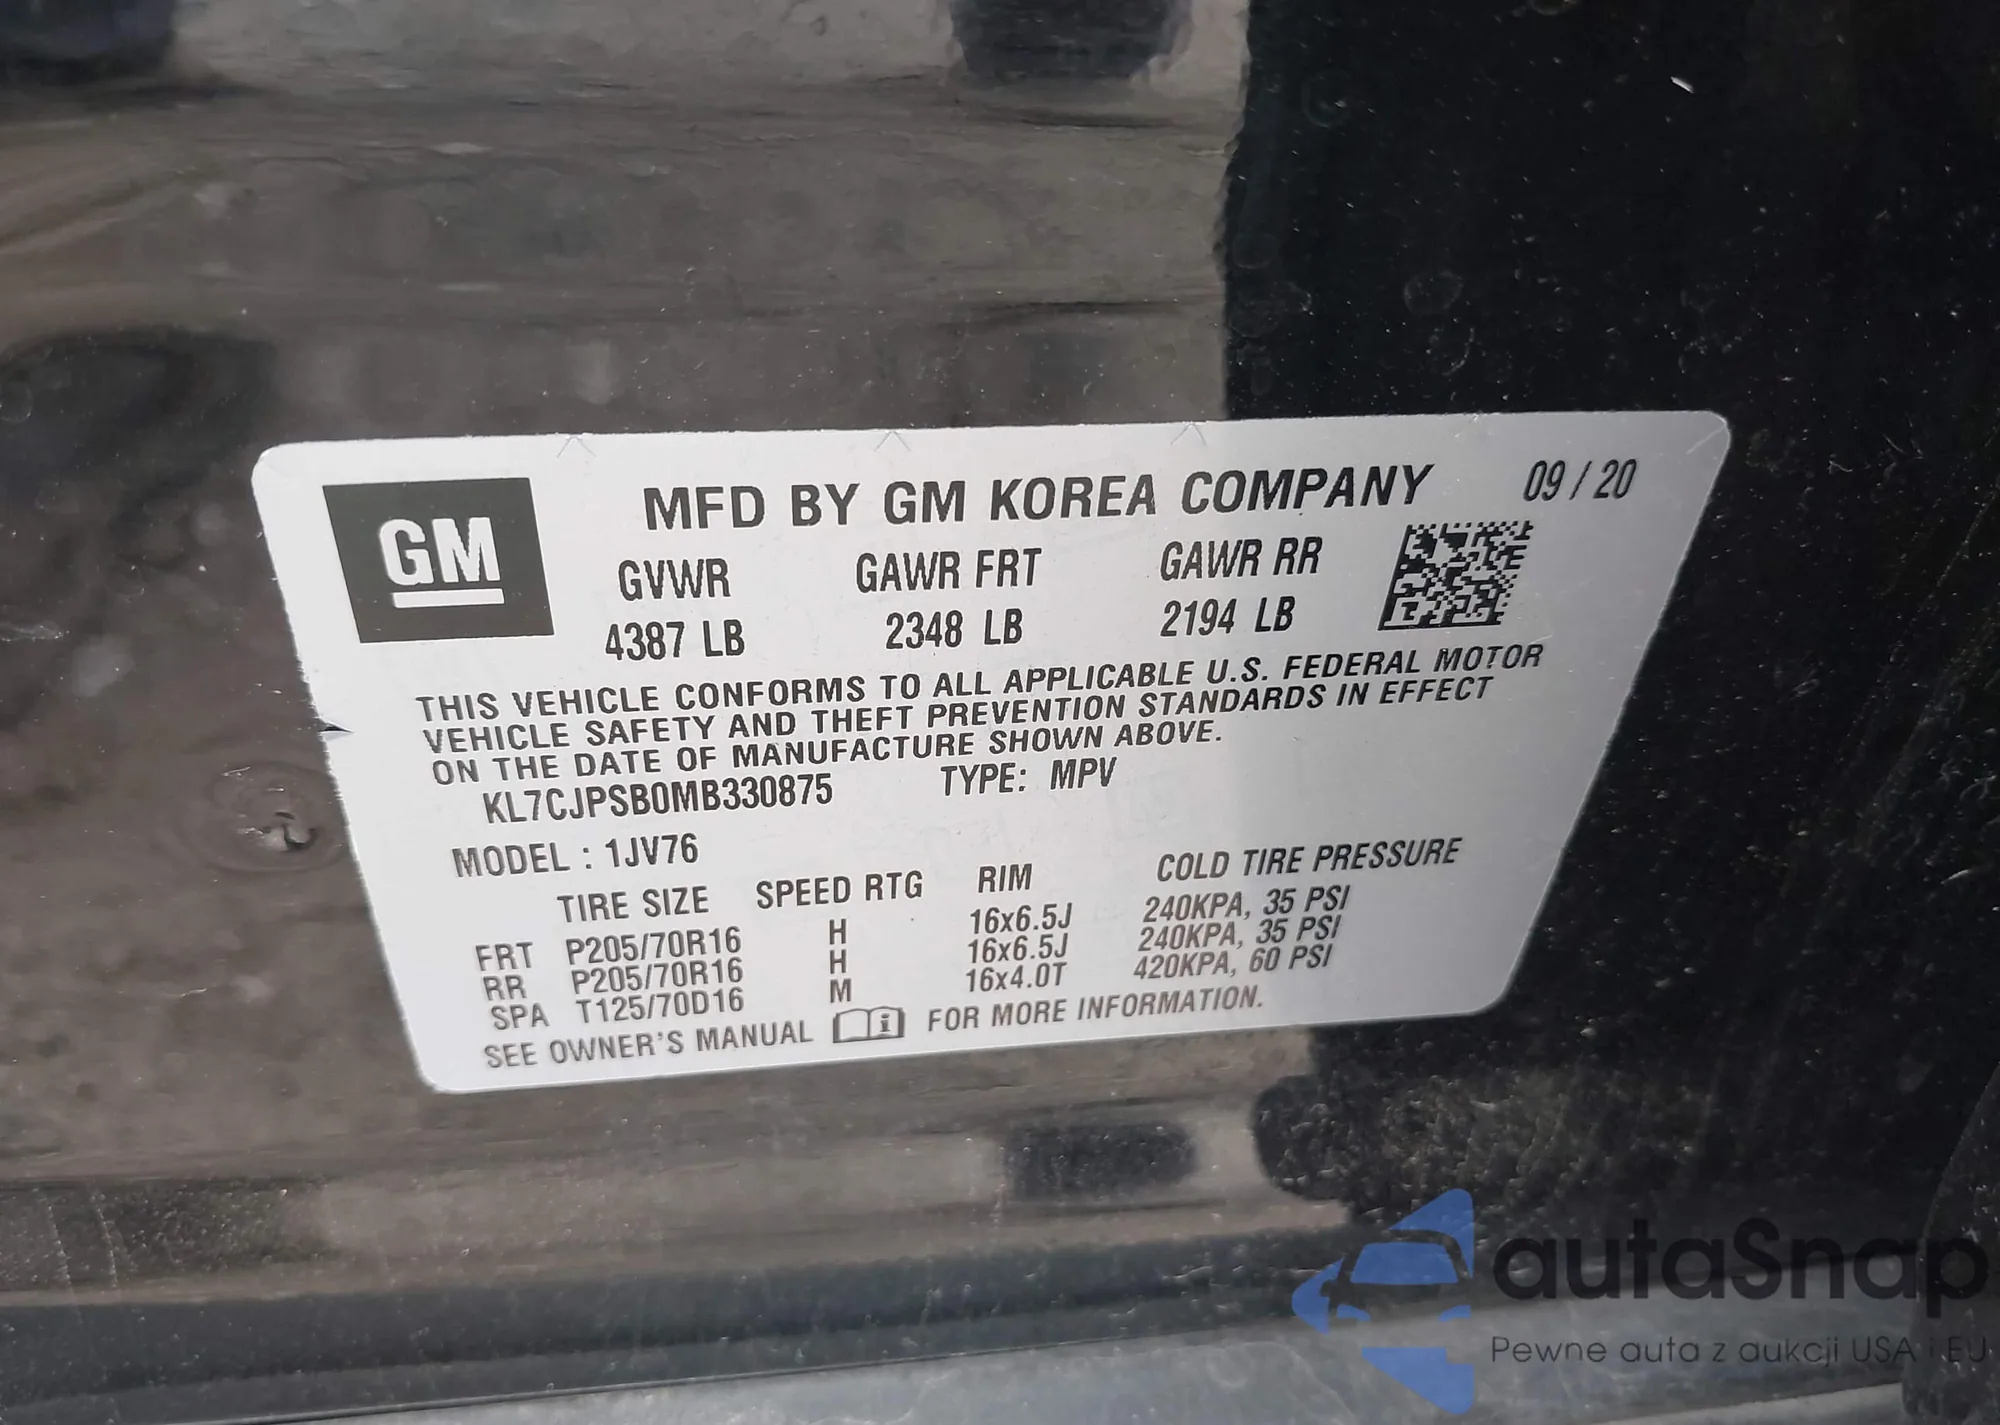 GM
MFD BY GM KOREA COMPANY 09 / 20
GVWR GAWR FRT GAWR RR
4387 LB 2348 LB 2194 LB
THIS VEHICLE CONFORMS TO ALL APPLICABLE U.S. FEDERAL MOTOR
VEHICLE SAFETY AND THEFT PREVENTION STANDARDS IN EFFECT
ON THE DATE OF MANUFACTURE SHOWN ABOVE.
KL7CJPSB0MB330875 TYPE: MPV
MODEL : 1JV76
TIRE SIZE SPEED RTG RIM COLD TIRE PRESSURE
FRT P205/70R16 H 16x6.5J 240KPA, 35 PSI
RR P205/70R16 H 16x6.5J 240KPA, 35 PSI
SPA T125/70D16 M 16x4.0T 420KPA, 60 PSI
SEE OWNER'S MANUAL FOR MORE INFORMATION.
autaSnap
Pewne auta z aukcji USA i EU